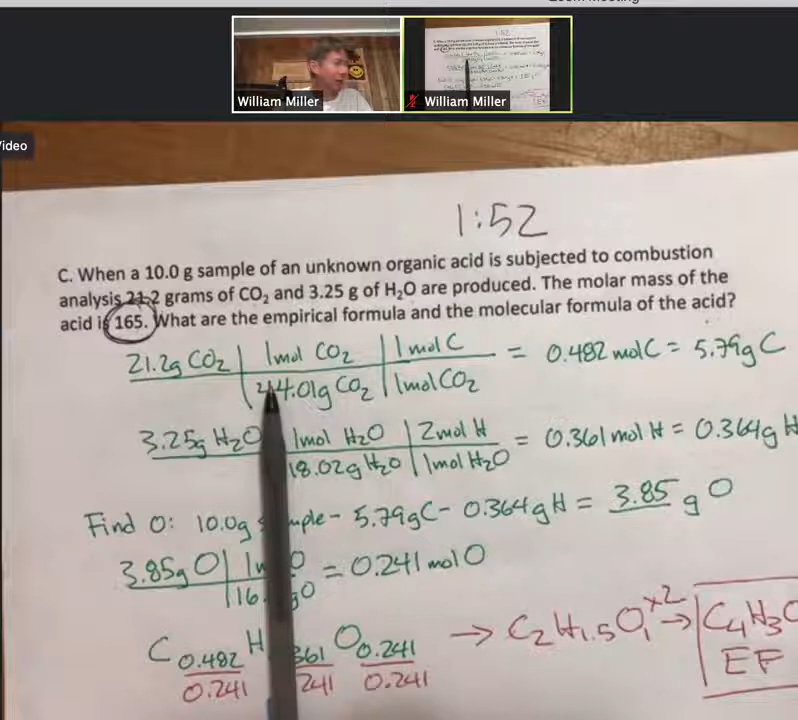 William Miller
William Miller
1:52
C. When a 10.0 g sample of an unknown organic acid is subjected to combustion
analysis 21.2 grams of CO₂ and 3.25 g of H₂O are produced. The molar mass of the
acid is 165. What are the empirical formula and the molecular formula of the acid?
21.2g CO₂ | 1mol CO₂ | 1molC = 0.482 molC = 5.79g C
44.01g CO₂ | 1molCO₂
3.25g H₂O | 1mol H₂O | 2mol H = 0.361 mol H = 0.364g H
18.02g H₂O | 1mol H₂O
Find O: 10.0g - 5.79gC - 0.364gH = 3.85 g O
3.85g O = 0.241 mol O
C 0.482 H 361 O 0.241 → C₂H₁.₅O₁ ×2 → C₄H₃
0.241 241 0.241 EF